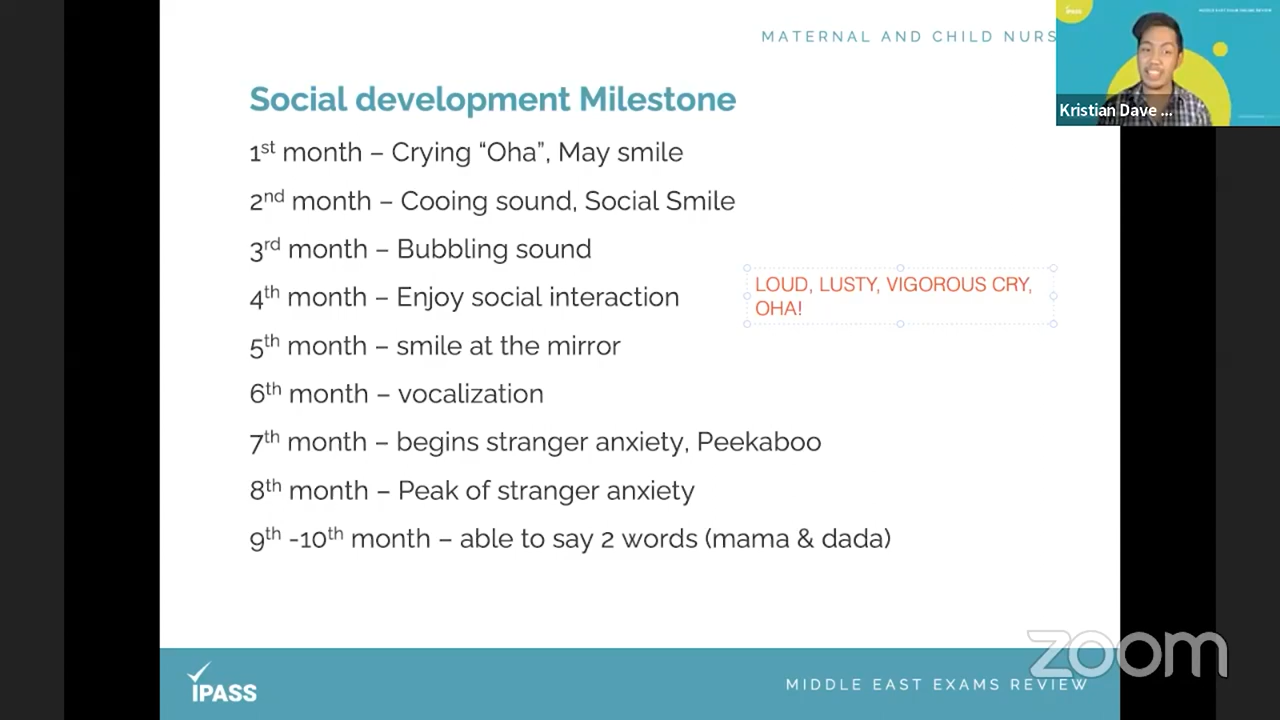 MATERNAL AND CHILD NURS
Social development Milestone
1st month – Crying “Oha”, May smile
2nd month – Cooing sound, Social Smile
3rd month – Bubbling sound
4th month – Enjoy social interaction
5th month – smile at the mirror
6th month – vocalization
7th month – begins stranger anxiety, Peekaboo
8th month – Peak of stranger anxiety
9th -10th month – able to say 2 words (mama & dada)
LOUD, LUSTY, VIGOROUS CRY,
OHA!
Kristian Dave ...
zoom
iPASS
MIDDLE EAST EXAMS REVIEW